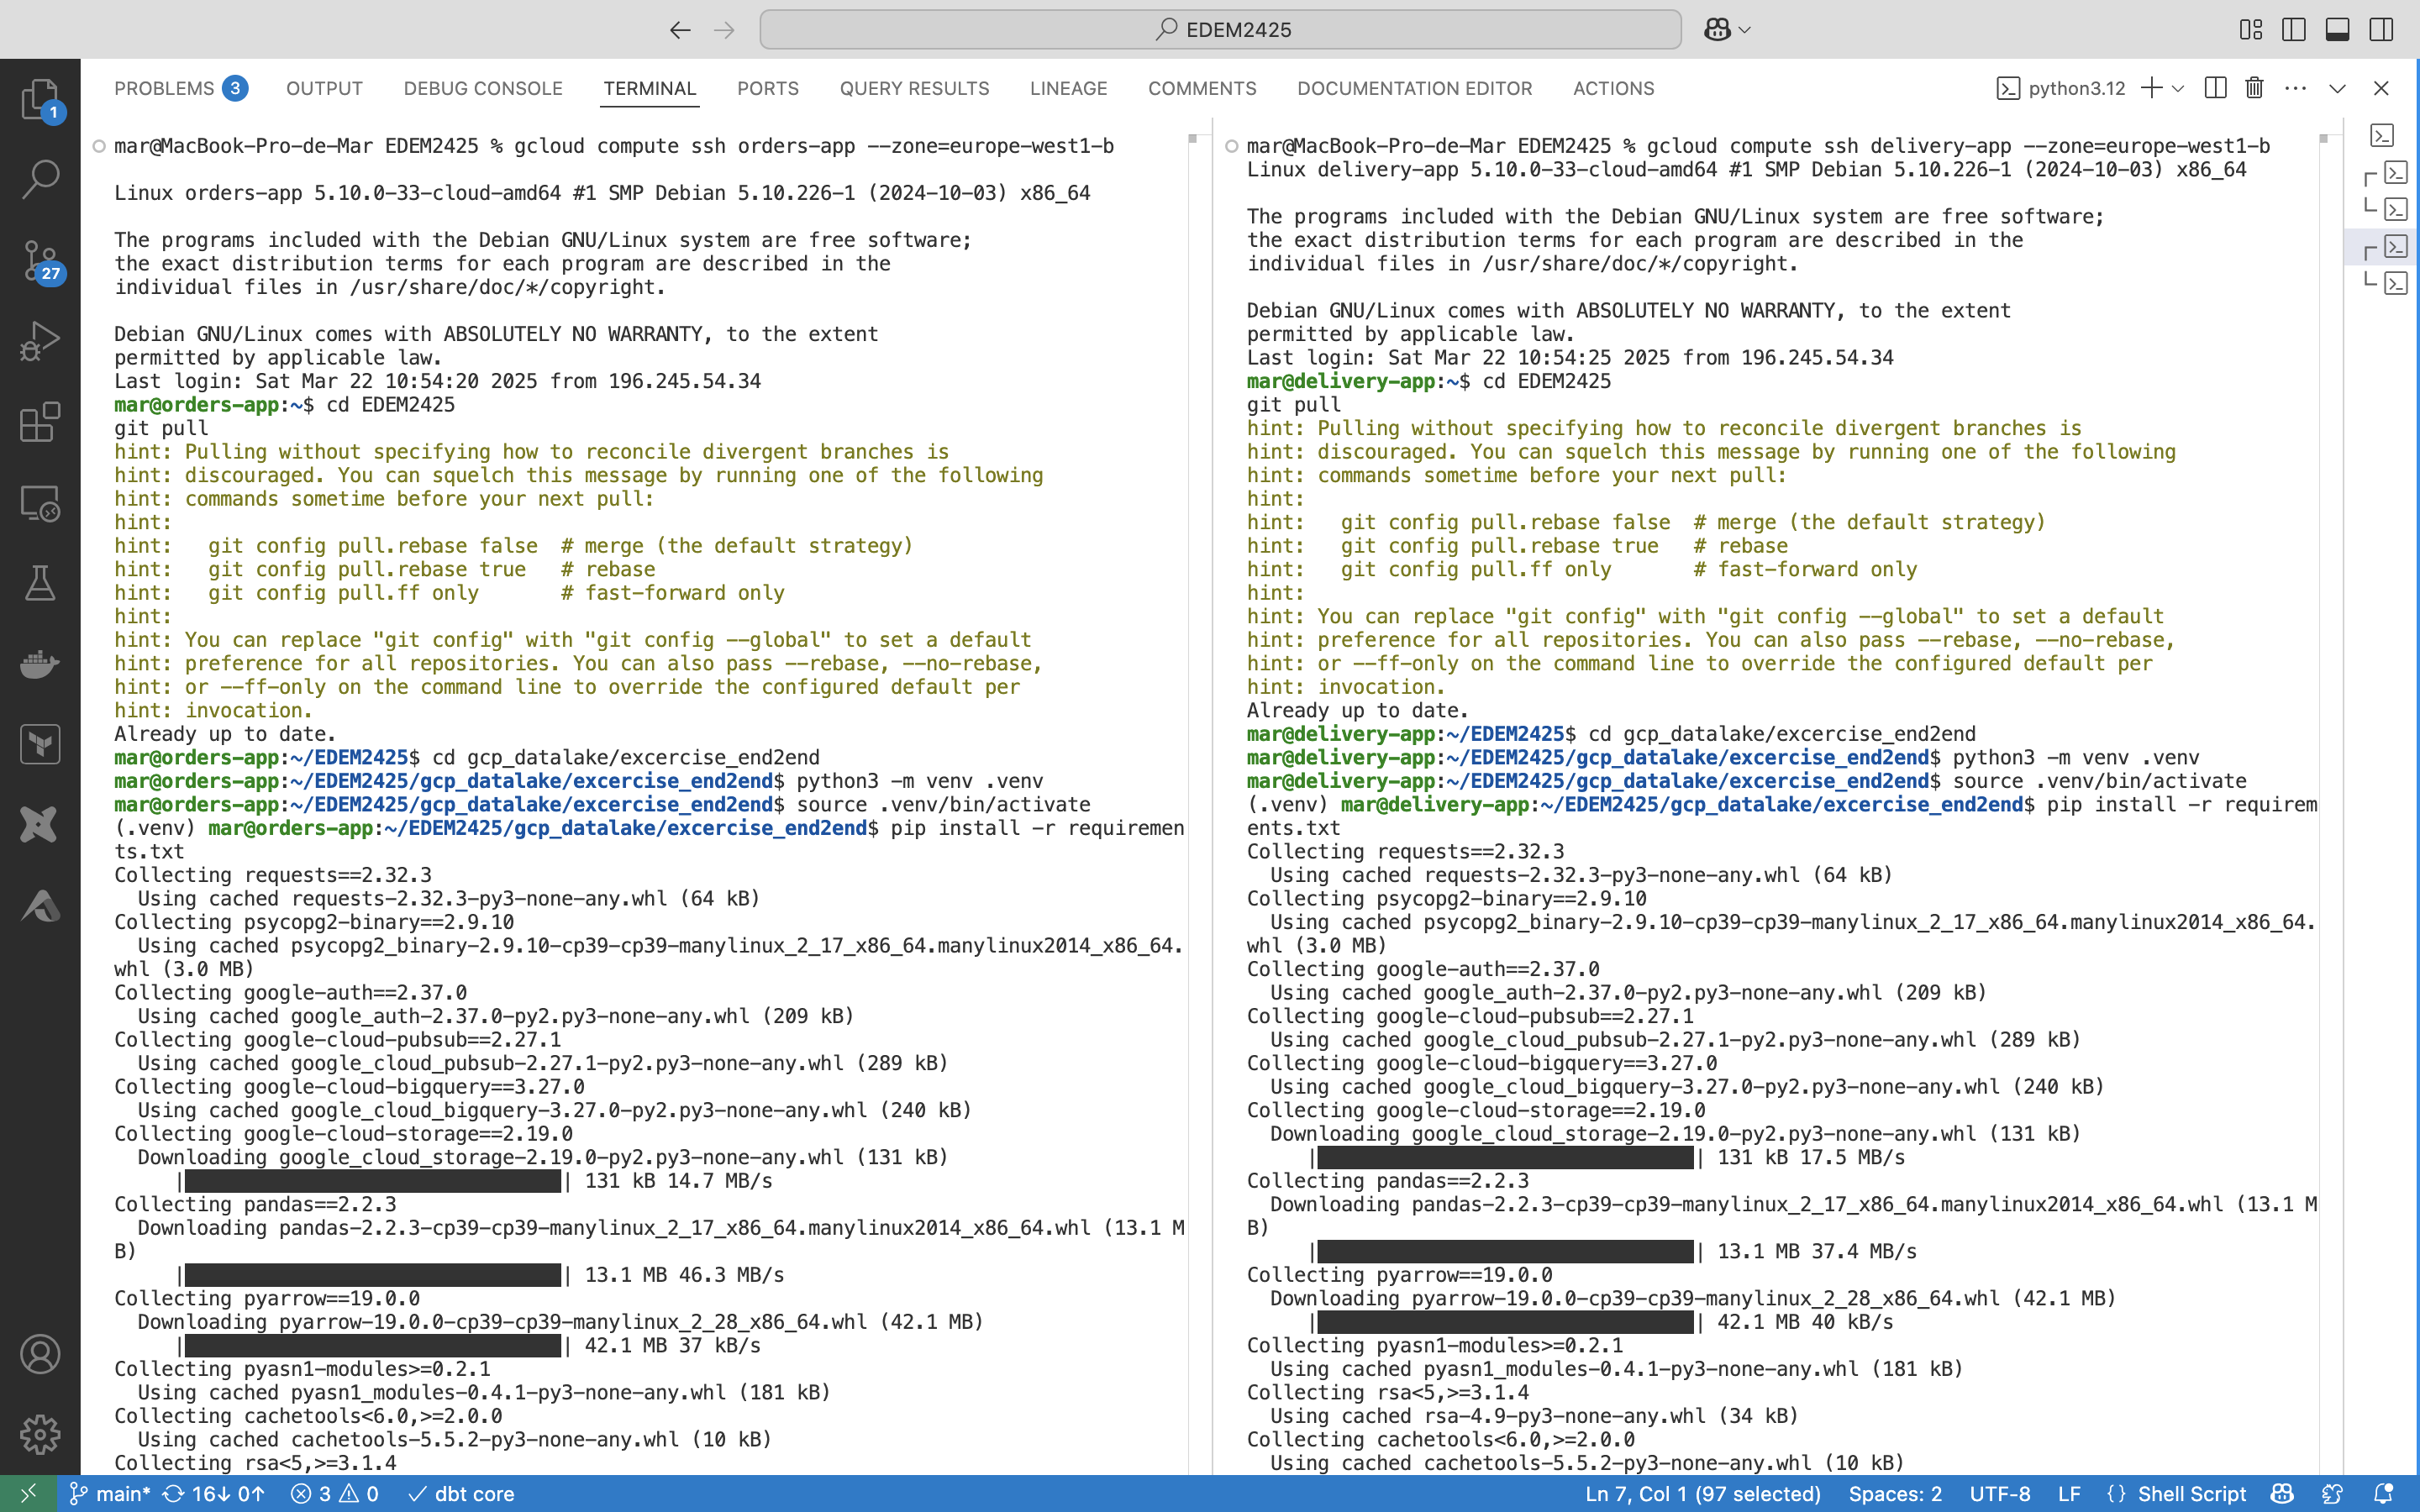 EDEM2425
PROBLEMS 3 OUTPUT DEBUG CONSOLE TERMINAL PORTS QUERY RESULTS LINEAGE COMMENTS DOCUMENTATION EDITOR ACTIONS python3.12
1
27
mar@MacBook-Pro-de-Mar EDEM2425 % gcloud compute ssh orders-app --zone=europe-west1-b
Linux orders-app 5.10.0-33-cloud-amd64 #1 SMP Debian 5.10.226-1 (2024-10-03) x86_64
The programs included with the Debian GNU/Linux system are free software;
the exact distribution terms for each program are described in the
individual files in /usr/share/doc/*/copyright.
Debian GNU/Linux comes with ABSOLUTELY NO WARRANTY, to the extent
permitted by applicable law.
Last login: Sat Mar 22 10:54:20 2025 from 196.245.54.34
mar@orders-app:~$ cd EDEM2425
git pull
hint: Pulling without specifying how to reconcile divergent branches is
hint: discouraged. You can squelch this message by running one of the following
hint: commands sometime before your next pull:
hint:
hint:   git config pull.rebase false  # merge (the default strategy)
hint:   git config pull.rebase true   # rebase
hint:   git config pull.ff only       # fast-forward only
hint:
hint: You can replace "git config" with "git config --global" to set a default
hint: preference for all repositories. You can also pass --rebase, --no-rebase,
hint: or --ff-only on the command line to override the configured default per
hint: invocation.
Already up to date.
mar@orders-app:~/EDEM2425$ cd gcp_datalake/excercise_end2end
mar@orders-app:~/EDEM2425/gcp_datalake/excercise_end2end$ python3 -m venv .venv
mar@orders-app:~/EDEM2425/gcp_datalake/excercise_end2end$ source .venv/bin/activate
(.venv) mar@orders-app:~/EDEM2425/gcp_datalake/excercise_end2end$ pip install -r requiremen
ts.txt
Collecting requests==2.32.3
  Using cached requests-2.32.3-py3-none-any.whl (64 kB)
Collecting psycopg2-binary==2.9.10
  Using cached psycopg2_binary-2.9.10-cp39-cp39-manylinux_2_17_x86_64.manylinux2014_x86_64.
whl (3.0 MB)
Collecting google-auth==2.37.0
  Using cached google_auth-2.37.0-py2.py3-none-any.whl (209 kB)
Collecting google-cloud-pubsub==2.27.1
  Using cached google_cloud_pubsub-2.27.1-py2.py3-none-any.whl (289 kB)
Collecting google-cloud-bigquery==3.27.0
  Using cached google_cloud_bigquery-3.27.0-py2.py3-none-any.whl (240 kB)
Collecting google-cloud-storage==2.19.0
  Downloading google_cloud_storage-2.19.0-py2.py3-none-any.whl (131 kB)
| | 131 kB 14.7 MB/s
Collecting pandas==2.2.3
  Downloading pandas-2.2.3-cp39-cp39-manylinux_2_17_x86_64.manylinux2014_x86_64.whl (13.1 M
B)
| | 13.1 MB 46.3 MB/s
Collecting pyarrow==19.0.0
  Downloading pyarrow-19.0.0-cp39-cp39-manylinux_2_28_x86_64.whl (42.1 MB)
| | 42.1 MB 37 kB/s
Collecting pyasn1-modules>=0.2.1
  Using cached pyasn1_modules-0.4.1-py3-none-any.whl (181 kB)
Collecting cachetools<6.0,>=2.0.0
  Using cached cachetools-5.5.2-py3-none-any.whl (10 kB)
Collecting rsa<5,>=3.1.4
mar@MacBook-Pro-de-Mar EDEM2425 % gcloud compute ssh delivery-app --zone=europe-west1-b
Linux delivery-app 5.10.0-33-cloud-amd64 #1 SMP Debian 5.10.226-1 (2024-10-03) x86_64
The programs included with the Debian GNU/Linux system are free software;
the exact distribution terms for each program are described in the
individual files in /usr/share/doc/*/copyright.
Debian GNU/Linux comes with ABSOLUTELY NO WARRANTY, to the extent
permitted by applicable law.
Last login: Sat Mar 22 10:54:25 2025 from 196.245.54.34
mar@delivery-app:~$ cd EDEM2425
git pull
hint: Pulling without specifying how to reconcile divergent branches is
hint: discouraged. You can squelch this message by running one of the following
hint: commands sometime before your next pull:
hint:
hint:   git config pull.rebase false  # merge (the default strategy)
hint:   git config pull.rebase true   # rebase
hint:   git config pull.ff only       # fast-forward only
hint:
hint: You can replace "git config" with "git config --global" to set a default
hint: preference for all repositories. You can also pass --rebase, --no-rebase,
hint: or --ff-only on the command line to override the configured default per
hint: invocation.
Already up to date.
mar@delivery-app:~/EDEM2425$ cd gcp_datalake/excercise_end2end
mar@delivery-app:~/EDEM2425/gcp_datalake/excercise_end2end$ python3 -m venv .venv
mar@delivery-app:~/EDEM2425/gcp_datalake/excercise_end2end$ source .venv/bin/activate
(.venv) mar@delivery-app:~/EDEM2425/gcp_datalake/excercise_end2end$ pip install -r requirem
ents.txt
Collecting requests==2.32.3
  Using cached requests-2.32.3-py3-none-any.whl (64 kB)
Collecting psycopg2-binary==2.9.10
  Using cached psycopg2_binary-2.9.10-cp39-cp39-manylinux_2_17_x86_64.manylinux2014_x86_64.
whl (3.0 MB)
Collecting google-auth==2.37.0
  Using cached google_auth-2.37.0-py2.py3-none-any.whl (209 kB)
Collecting google-cloud-pubsub==2.27.1
  Using cached google_cloud_pubsub-2.27.1-py2.py3-none-any.whl (289 kB)
Collecting google-cloud-bigquery==3.27.0
  Using cached google_cloud_bigquery-3.27.0-py2.py3-none-any.whl (240 kB)
Collecting google-cloud-storage==2.19.0
  Downloading google_cloud_storage-2.19.0-py2.py3-none-any.whl (131 kB)
| | 131 kB 17.5 MB/s
Collecting pandas==2.2.3
  Downloading pandas-2.2.3-cp39-cp39-manylinux_2_17_x86_64.manylinux2014_x86_64.whl (13.1 M
B)
| | 13.1 MB 37.4 MB/s
Collecting pyarrow==19.0.0
  Downloading pyarrow-19.0.0-cp39-cp39-manylinux_2_28_x86_64.whl (42.1 MB)
| | 42.1 MB 40 kB/s
Collecting pyasn1-modules>=0.2.1
  Using cached pyasn1_modules-0.4.1-py3-none-any.whl (181 kB)
Collecting rsa<5,>=3.1.4
  Using cached rsa-4.9-py3-none-any.whl (34 kB)
Collecting cachetools<6.0,>=2.0.0
  Using cached cachetools-5.5.2-py3-none-any.whl (10 kB)
main* 16↓ 0↑ 3 0 dbt core Ln 7, Col 1 (97 selected) Spaces: 2 UTF-8 LF {} Shell Script